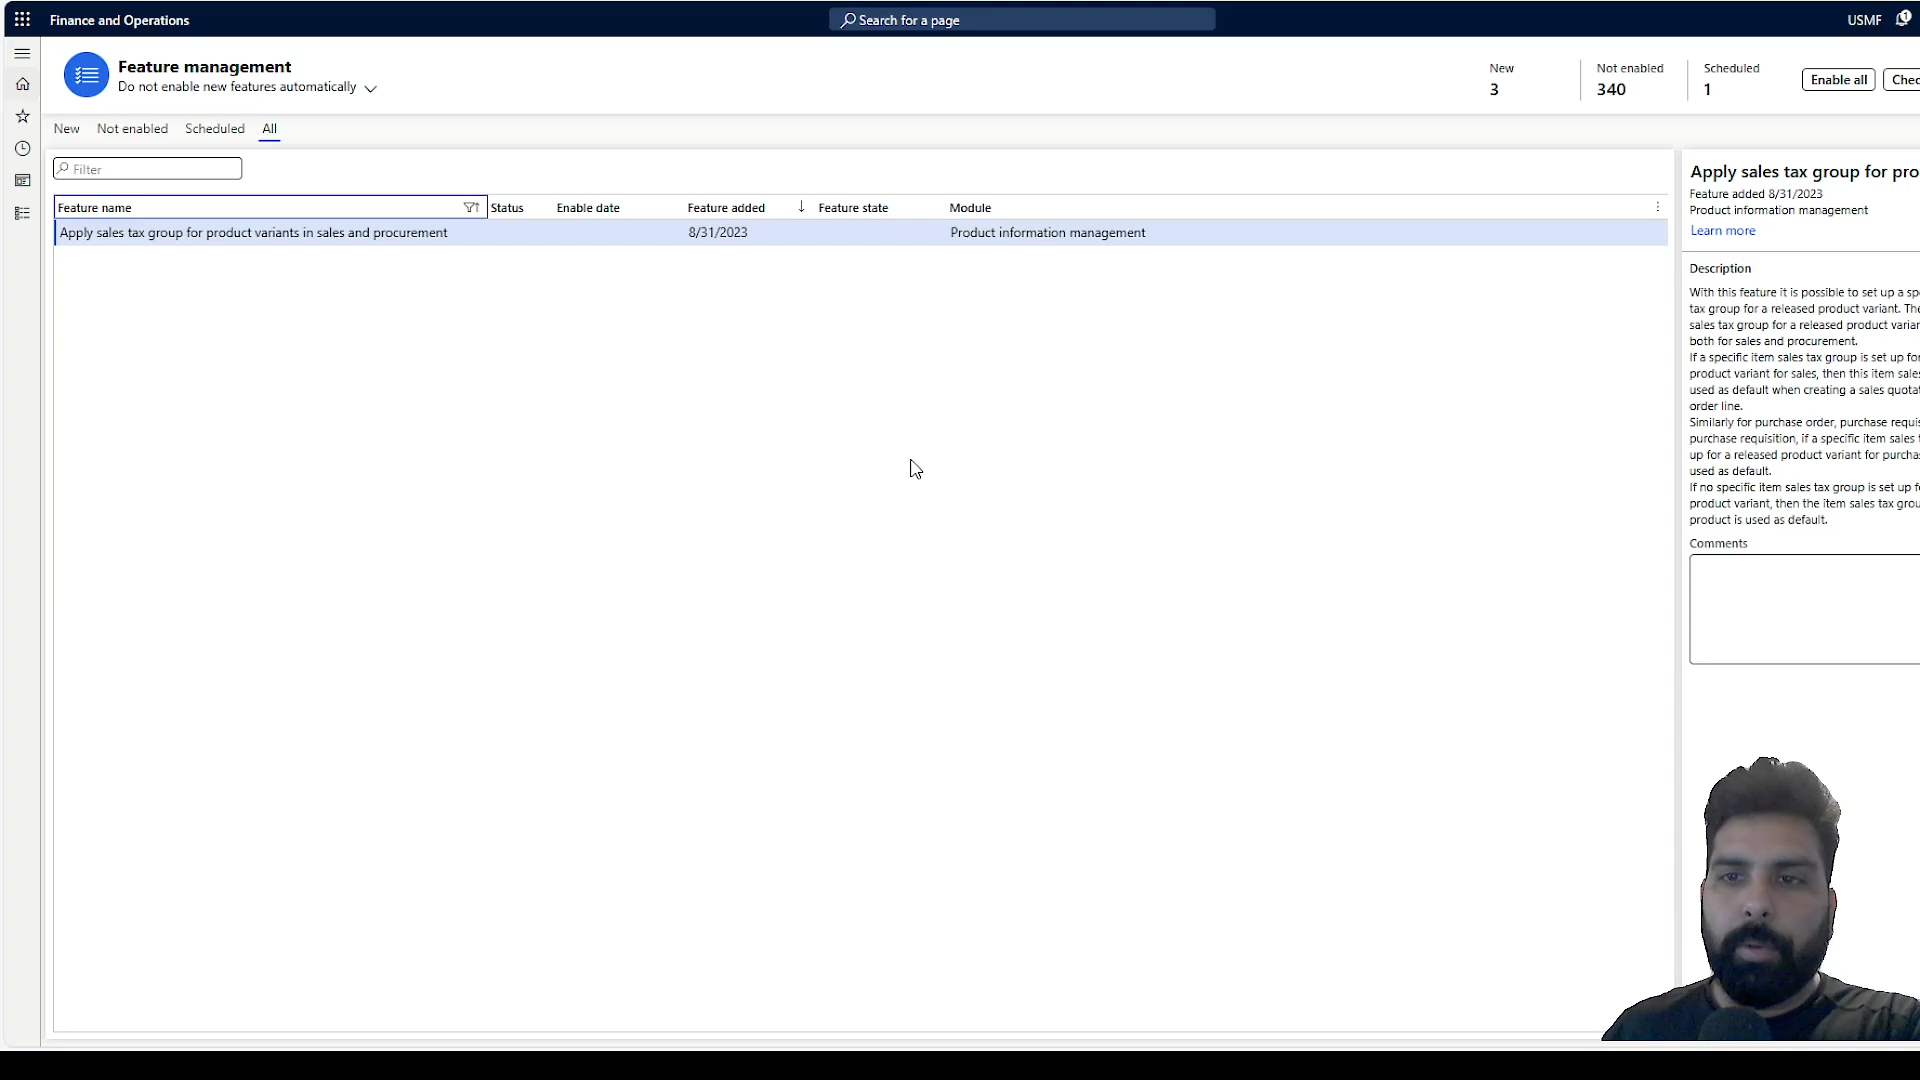 Finance and Operations
Search for a page
USMF
1
Feature management
Do not enable new features automatically
New
3
Not enabled
340
Scheduled
1
Enable all
Chec
New Not enabled Scheduled All
Filter
Feature name Status Enable date Feature added Feature state Module
Apply sales tax group for product variants in sales and procurement 8/31/2023 Product information management
Apply sales tax group for pro
Feature added 8/31/2023
Product information management
Learn more
Description
With this feature it is possible to set up a spe
tax group for a released product variant. The
sales tax group for a released product varian
both for sales and procurement.
If a specific item sales tax group is set up for
product variant for sales, then this item sales
used as default when creating a sales quotat
order line.
Similarly for purchase order, purchase requis
purchase requisition, if a specific item sales t
up for a released product variant for purchas
used as default.
If no specific item sales tax group is set up fo
product variant, then the item sales tax grou
product is used as default.
Comments